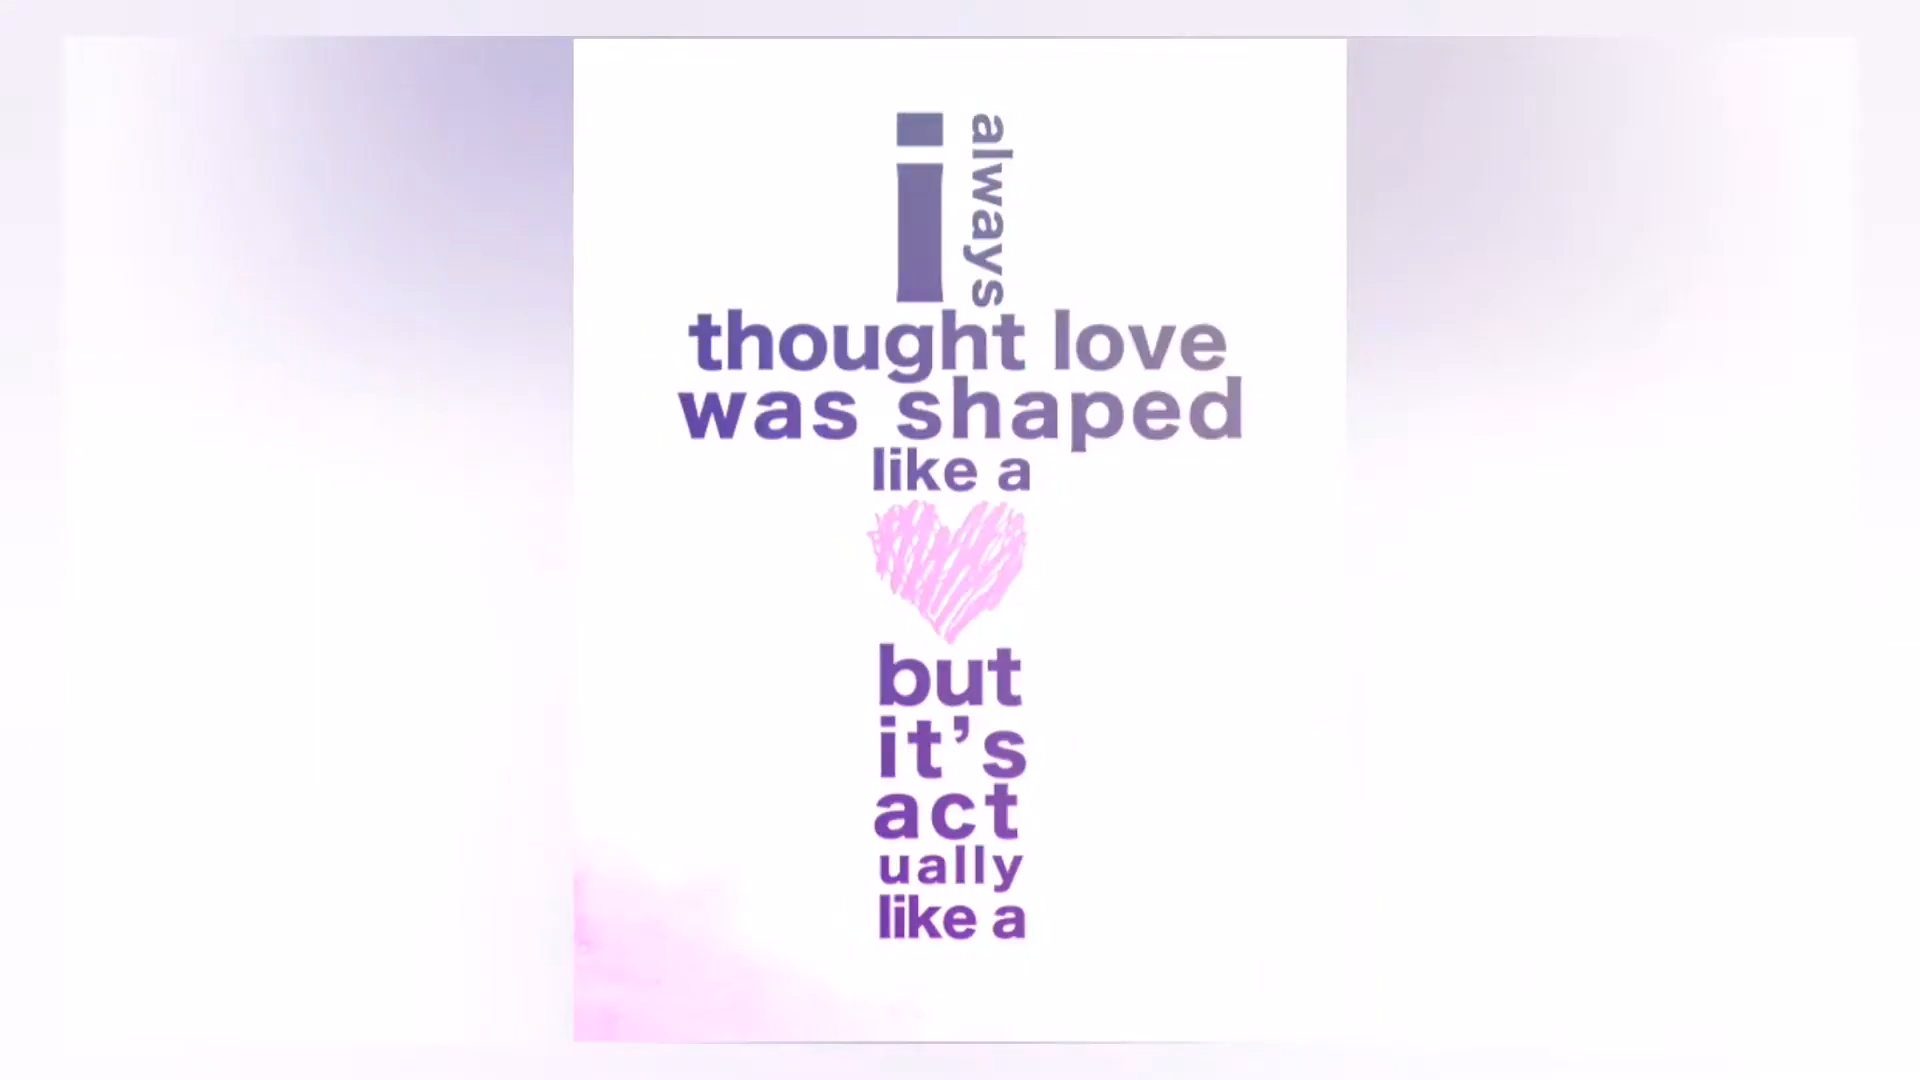 i
always
thought love
was shaped
like a
but
it's
act
ually
like a